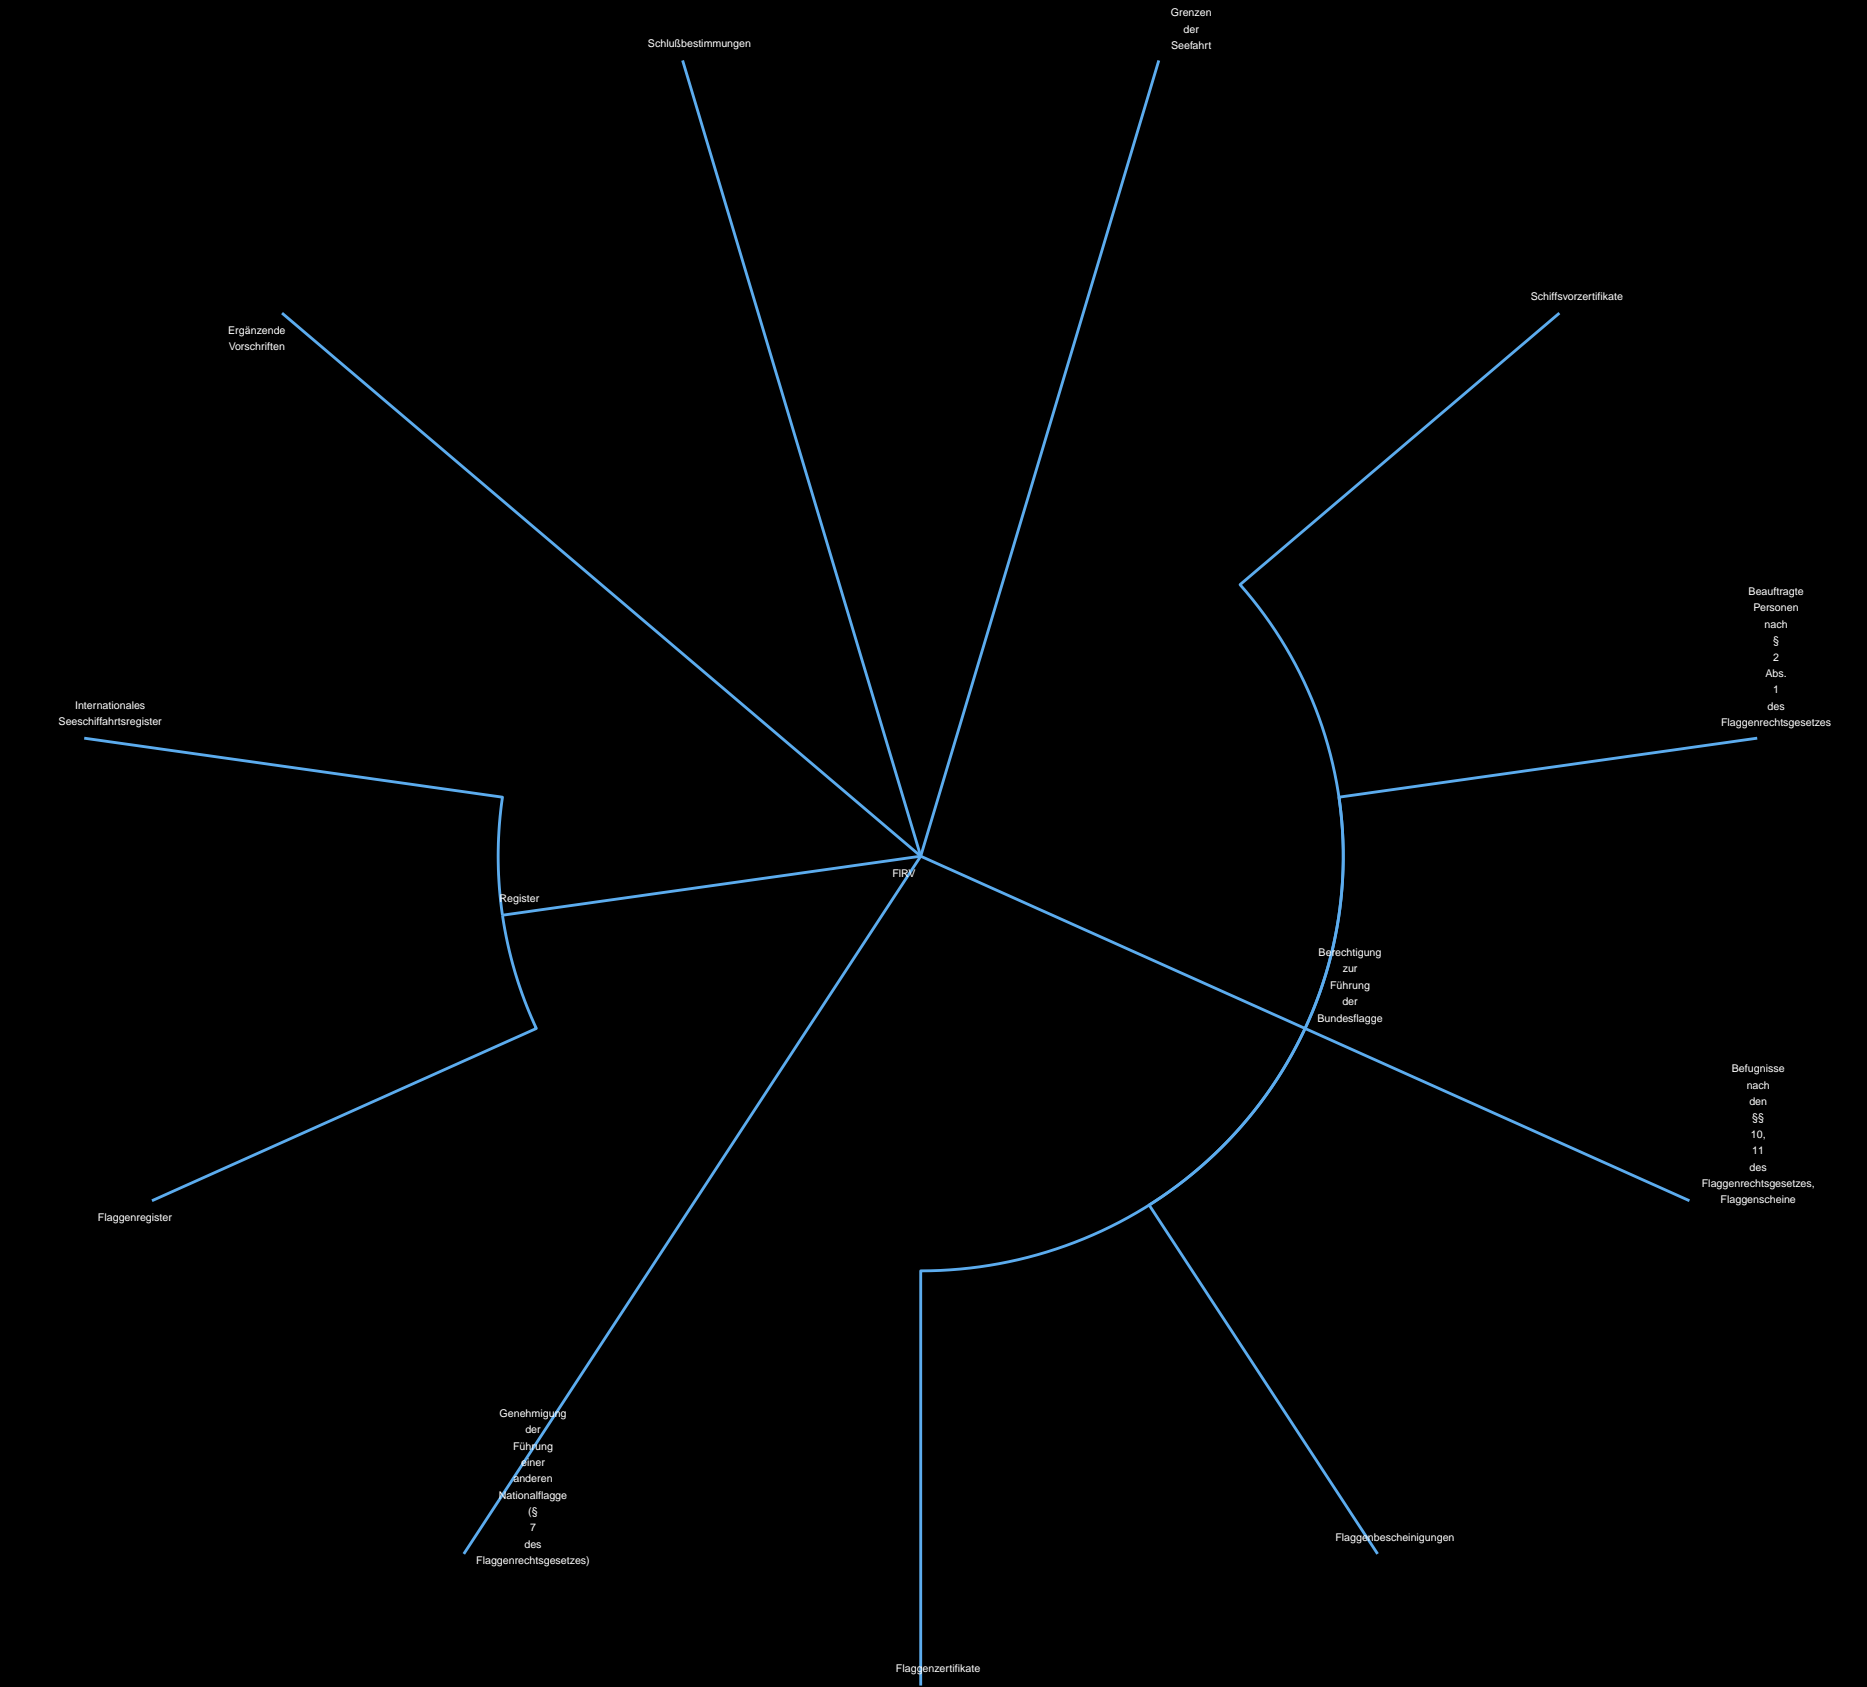 Grenzen
der
Seefahrt
Schlußbestimmungen
Schiffsvorzertifikate
Ergänzende
Vorschriften
Beauftragte
Personen
nach
§
2
Abs.
1
des
Flaggenrechtsgesetzes
Internationales
Seeschiffahrtsregister
FlRV
Register
Berechtigung
zur
Führung
der
Bundesflagge
Befugnisse
nach
den
§§
10,
11
des
Flaggenrechtsgesetzes,
Flaggenscheine
Flaggenregister
Genehmigung
der
Führung
einer
anderen
Nationalflagge
(§
7
des
Flaggenrechtsgesetzes)
Flaggenbescheinigungen
Flaggenzertifikate